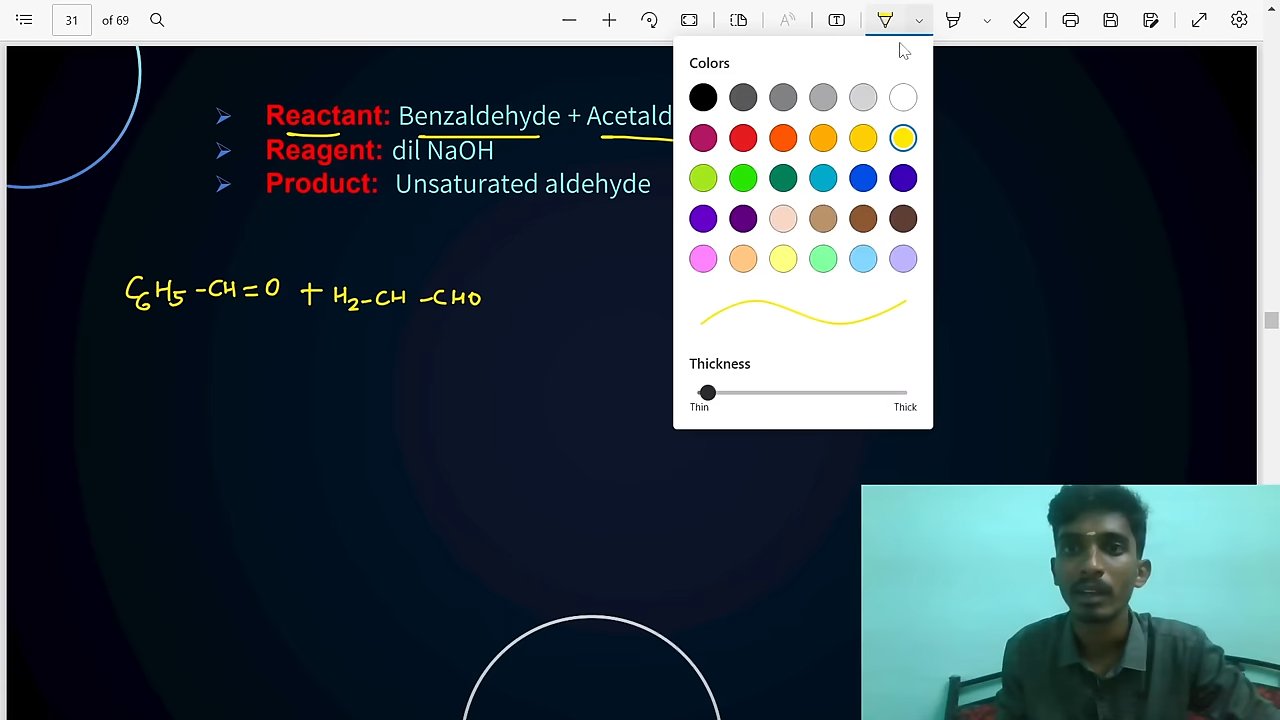 31 of 69
Colors
➢ Reactant: Benzaldehyde + Acetald
➢ Reagent: dil NaOH
➢ Product: Unsaturated aldehyde
C6H5-CH=O + H2-CH-CHO
Thickness
Thin Thick